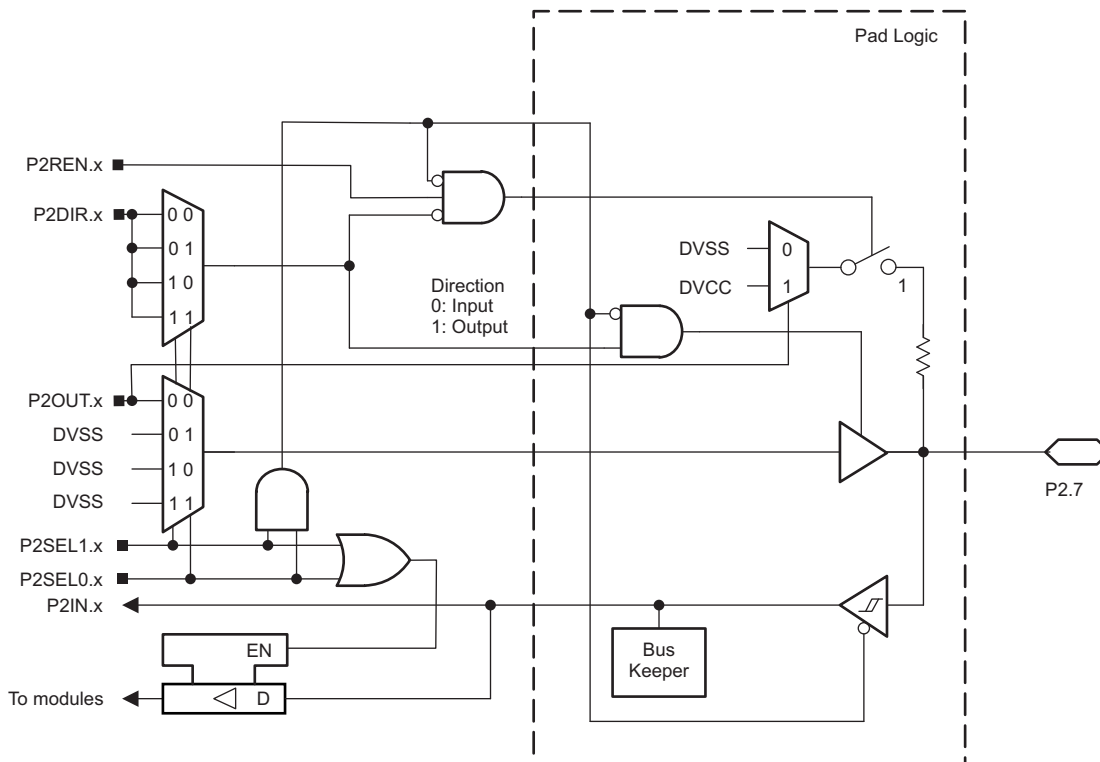 Pad Logic
P2REN.x
P2DIR.x
0 0
0 1
1 0
1 1
Direction
0: Input
1: Output
DVSS
0
DVCC
1
1
P2OUT.x
0 0
DVSS
0 1
DVSS
1 0
DVSS
1 1
P2.7
P2SEL1.x
P2SEL0.x
P2IN.x
EN
Bus
Keeper
To modules
D